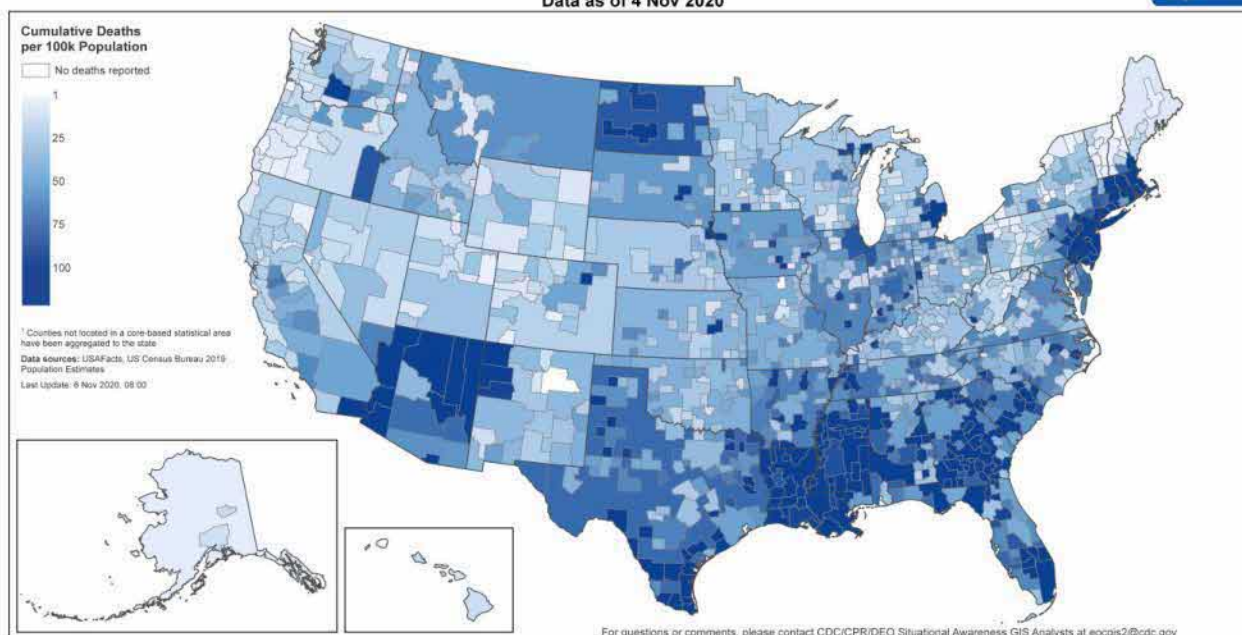 Data as of 4 Nov 2020
Cumulative Deaths
per 100k Population
No deaths reported
1
25
50
75
100
¹ Counties not located in a core-based statistical area
have been aggregated to the state
Data sources: USAFacts, US Census Bureau 2019
Population Estimates
Last Update: 6 Nov 2020, 08:00
For questions or comments, please contact CDC/CPR/DEO Situational Awareness GIS Analysts at eocgis2@cdc.gov